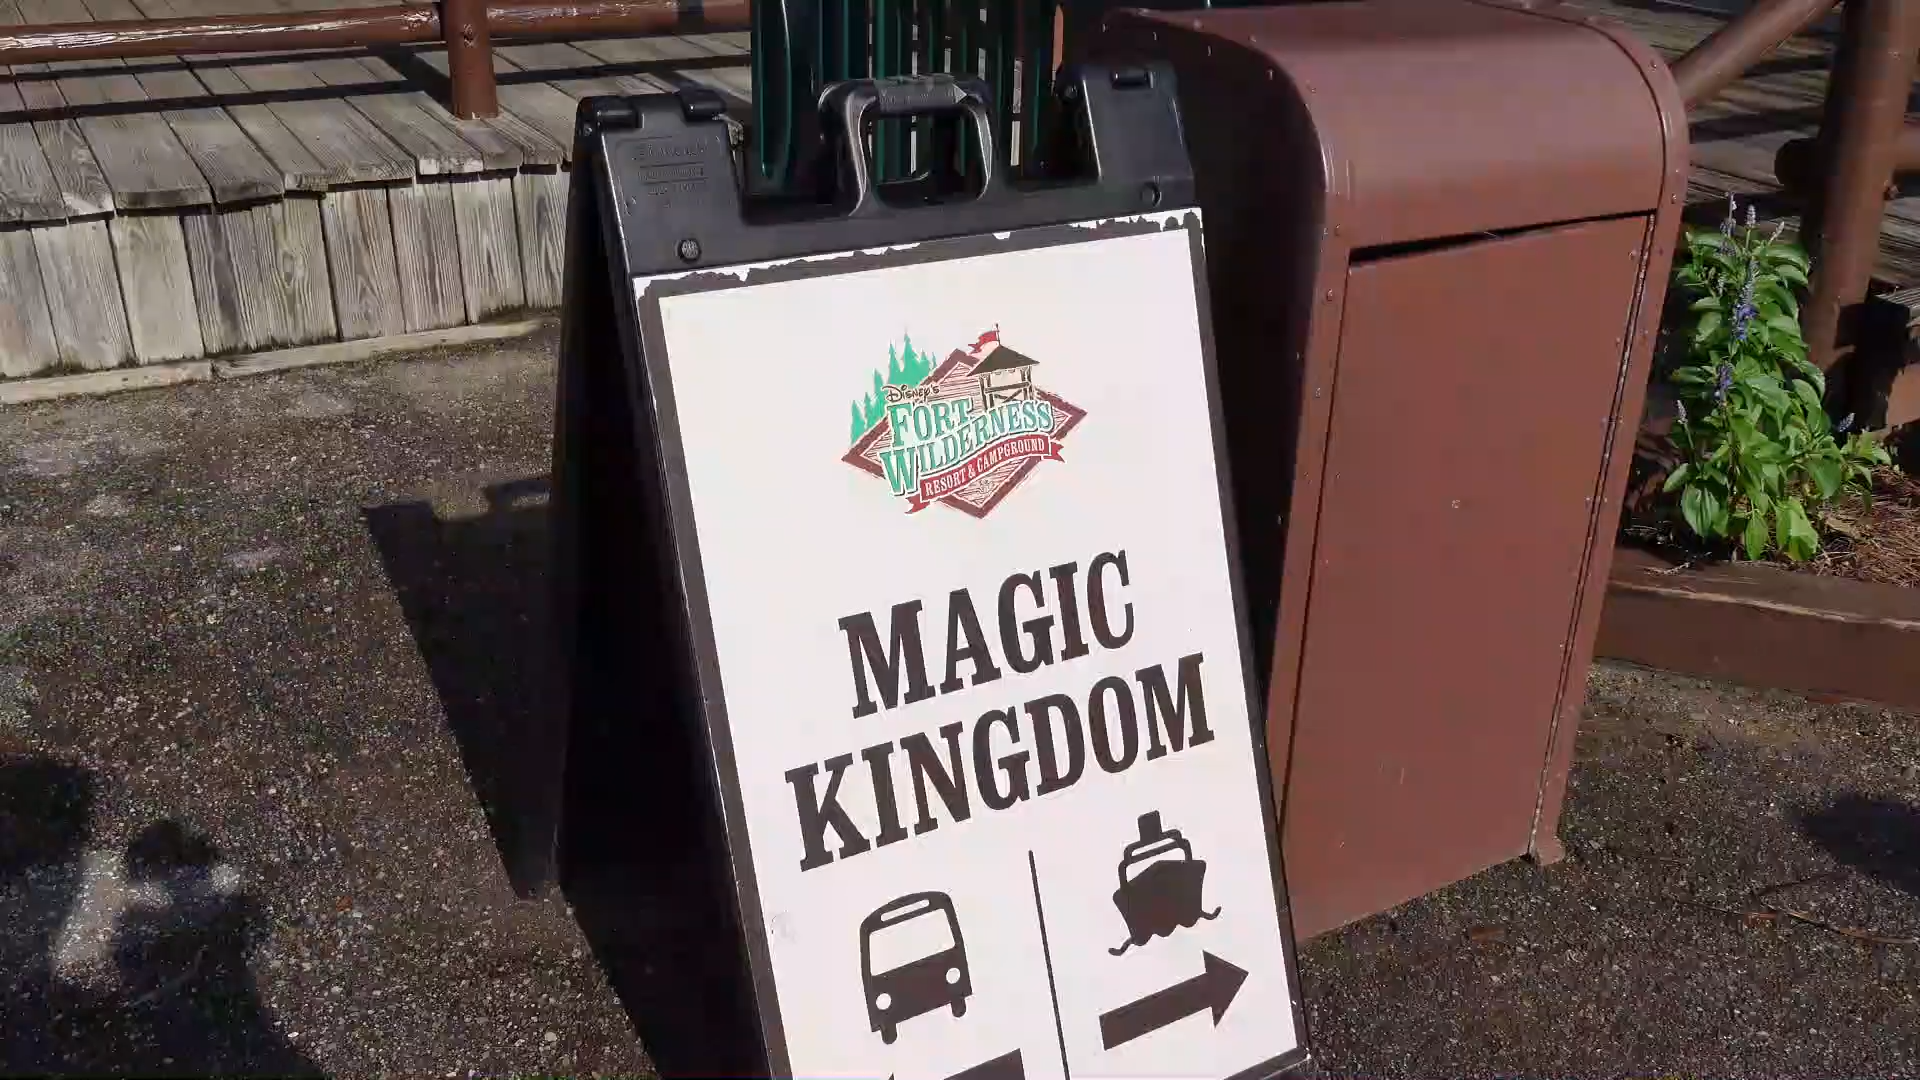 Disney's
FORT
WILDERNESS
RESORT & CAMPGROUND
MAGIC
KINGDOM